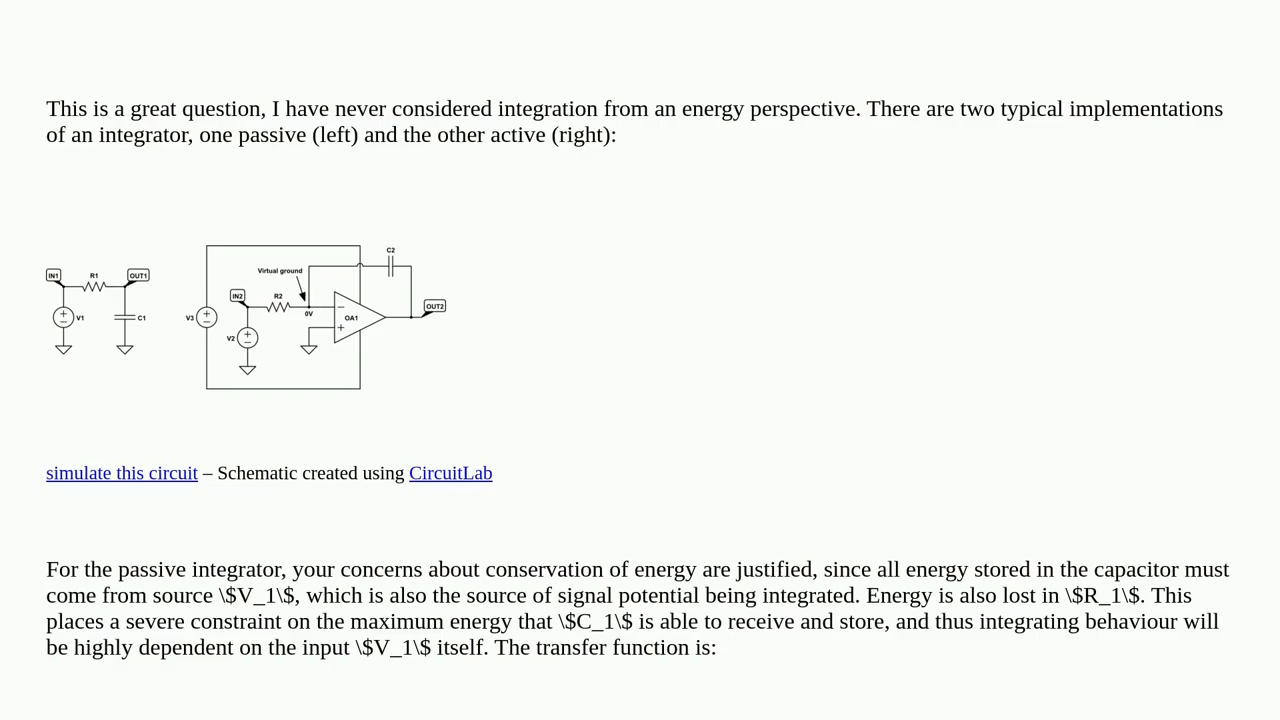 This is a great question, I have never considered integration from an energy perspective. There are two typical implementations
of an integrator, one passive (left) and the other active (right):
C2
IN1
R1
OUT1
Virtual ground
IN2
R2
OUT2
V1
C1
V3
0V
OA1
V2
simulate this circuit – Schematic created using CircuitLab
For the passive integrator, your concerns about conservation of energy are justified, since all energy stored in the capacitor must
come from source \$V_1\$, which is also the source of signal potential being integrated. Energy is also lost in \$R_1\$. This
places a severe constraint on the maximum energy that \$C_1\$ is able to receive and store, and thus integrating behaviour will
be highly dependent on the input \$V_1\$ itself. The transfer function is: